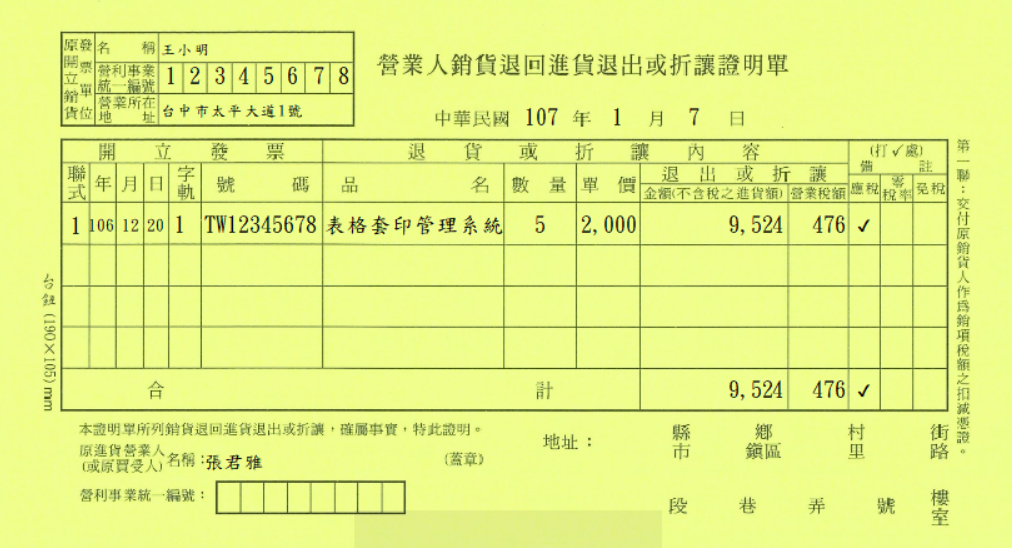 營業人銷貨退回進貨退出或折讓證明單
原開立銷貨 發票單位
名 稱 王小明
營利事業統一編號 1 2 3 4 5 6 7 8
營業所在地址 台中市太平大道1號
中華民國 107 年 1 月 7 日
開立發票 退貨或折讓內容 (打✓處)備註
聯式 年 月 日 字軌 號碼 品名 數量 單價 退出或折讓 應稅 零稅率 免稅
金額(不含稅之進貨額) 營業稅額
1 106 12 20 1 TW12345678 表格套印管理系統 5 2,000 9,524 476 ✓
合計 9,524 476 ✓
本證明單所列銷貨退回進貨退出或折讓，確屬事實，特此證明。
原進貨營業人(或原買受人)名稱：張君雅 (蓋章)
營利事業統一編號：
地址： 縣市 鄉鎮區 村里 街路
段 巷 弄 號 樓室
第一聯：交付原銷貨人作為銷項稅額之扣減憑證。
台鉅 (190×105) mm